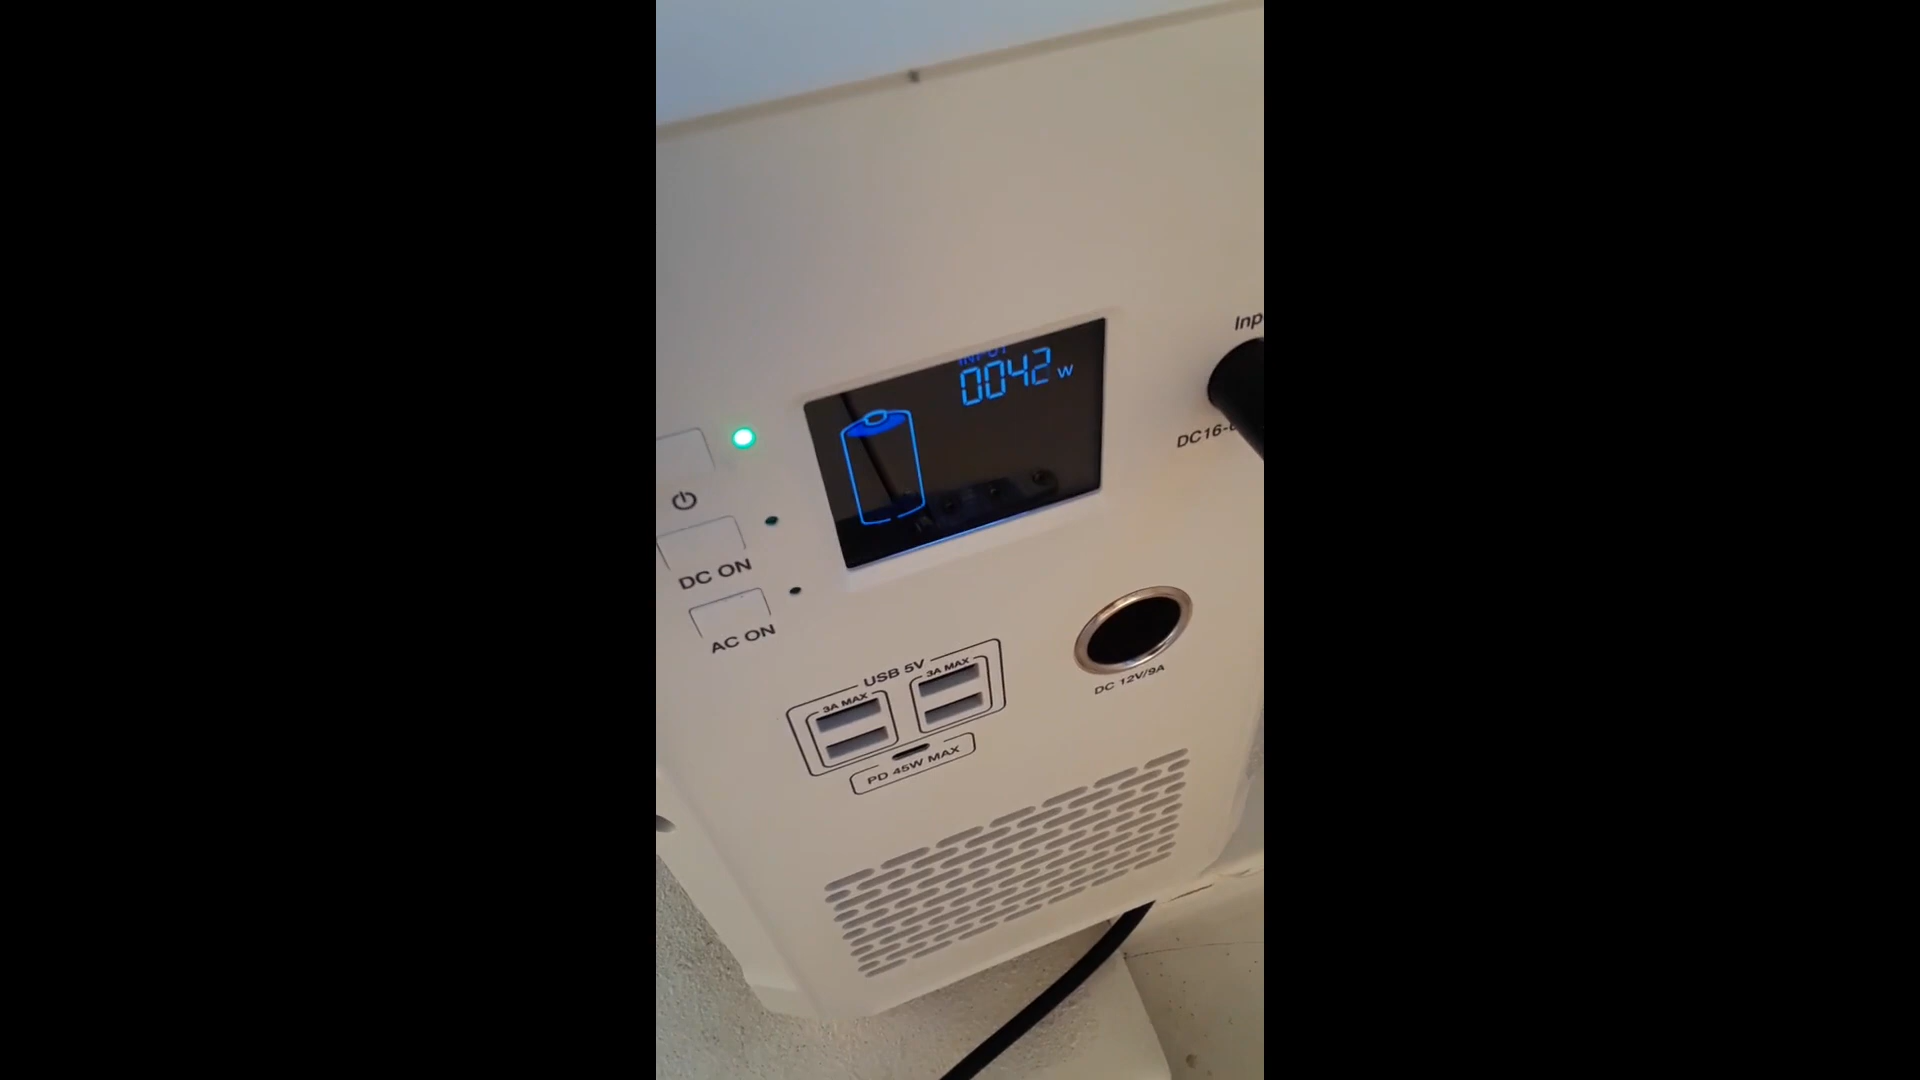 INPUT
0042 W
Inp
DC16-
DC ON
AC ON
USB 5V
3A MAX
3A MAX
PD 45W MAX
DC 12V/9A